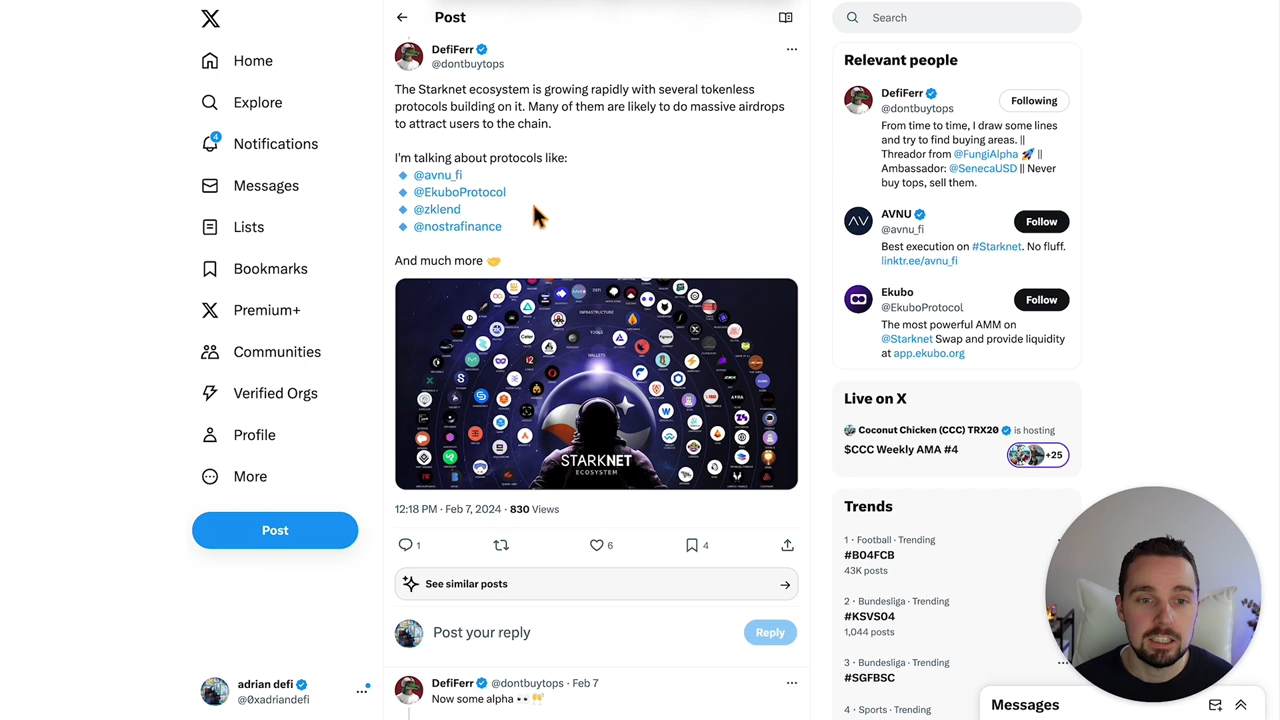 Home
Explore
4
Notifications
Messages
Lists
Bookmarks
Premium+
Communities
Verified Orgs
Profile
More
Post
adrian defi
@0xadriandefi
Post
DefiFerr
@dontbuytops
The Starknet ecosystem is growing rapidly with several tokenless
protocols building on it. Many of them are likely to do massive airdrops
to attract users to the chain.
I'm talking about protocols like:
@avnu_fi
@EkuboProtocol
@zklend
@nostrafinance
And much more
DEFI
INFRASTRUCTURE
TOOLS
WALLETS
STARKNET
ECOSYSTEM
12:18 PM · Feb 7, 2024 · 830 Views
1
6
4
See similar posts
Post your reply
Reply
DefiFerr @dontbuytops · Feb 7
Now some alpha
Search
Relevant people
DefiFerr
@dontbuytops
Following
From time to time, I draw some lines
and try to find buying areas. ||
Threador from @FungiAlpha 🚀 ||
Ambassador: @SenecaUSD || Never
buy tops, sell them.
AVNU
@avnu_fi
Follow
Best execution on #Starknet. No fluff.
linktr.ee/avnu_fi
Ekubo
@EkuboProtocol
Follow
The most powerful AMM on
@Starknet Swap and provide liquidity
at app.ekubo.org
Live on X
Coconut Chicken (CCC) TRX20 is hosting
$CCC Weekly AMA #4
+25
Trends
1 · Football · Trending
#B04FCB
43K posts
2 · Bundesliga · Trending
#KSVS04
1,044 posts
3 · Bundesliga · Trending
#SGFBSC
4 · Sports · Trending
Messages